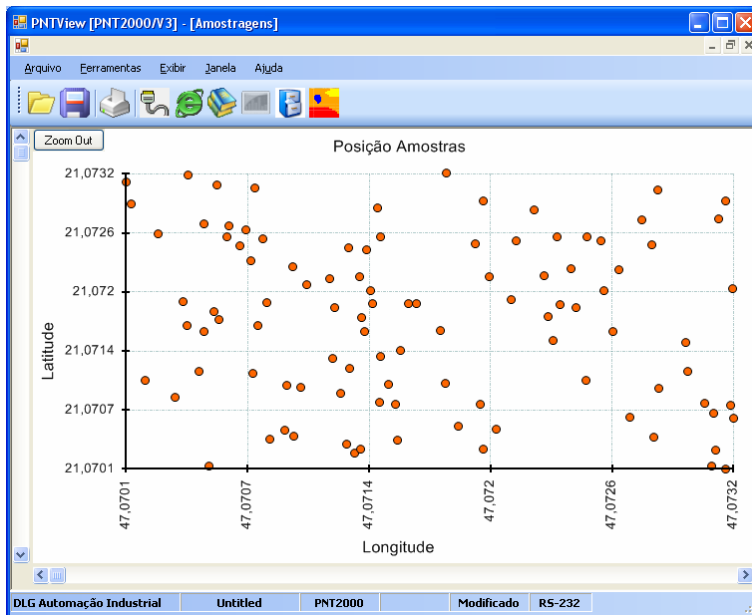 PNTView [PNT2000/V3] - [Amostragens]
Arquivo Ferramentas Exibir Janela Ajuda
Zoom Out
Posição Amostras
21,0732
21,0726
21,072
21,0714
21,0707
21,0701
Latitude
47,0701
47,0707
47,0714
47,072
47,0726
47,0732
Longitude
DLG Automação Industrial Untitled PNT2000 Modificado RS-232